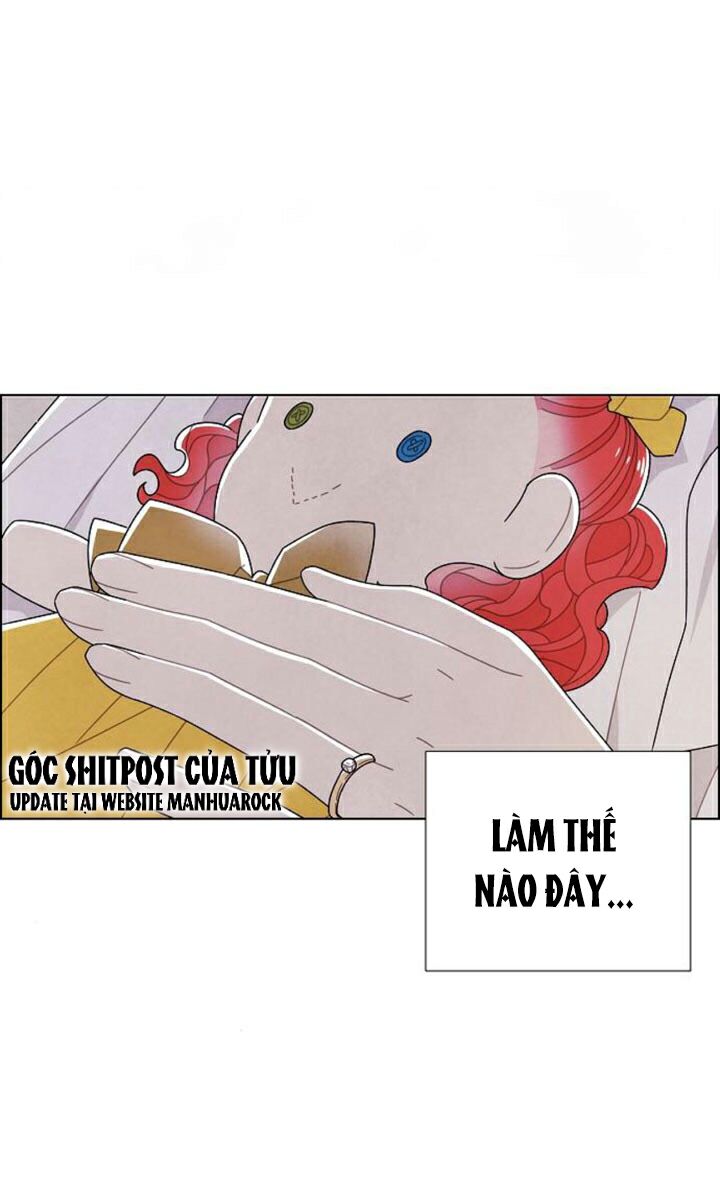 GÓC SHITPOST CỦA TỬU
UPDATE TẠI WEBSITE MANHUAROCK
LÀM THẾ
NÀO ĐÂY...